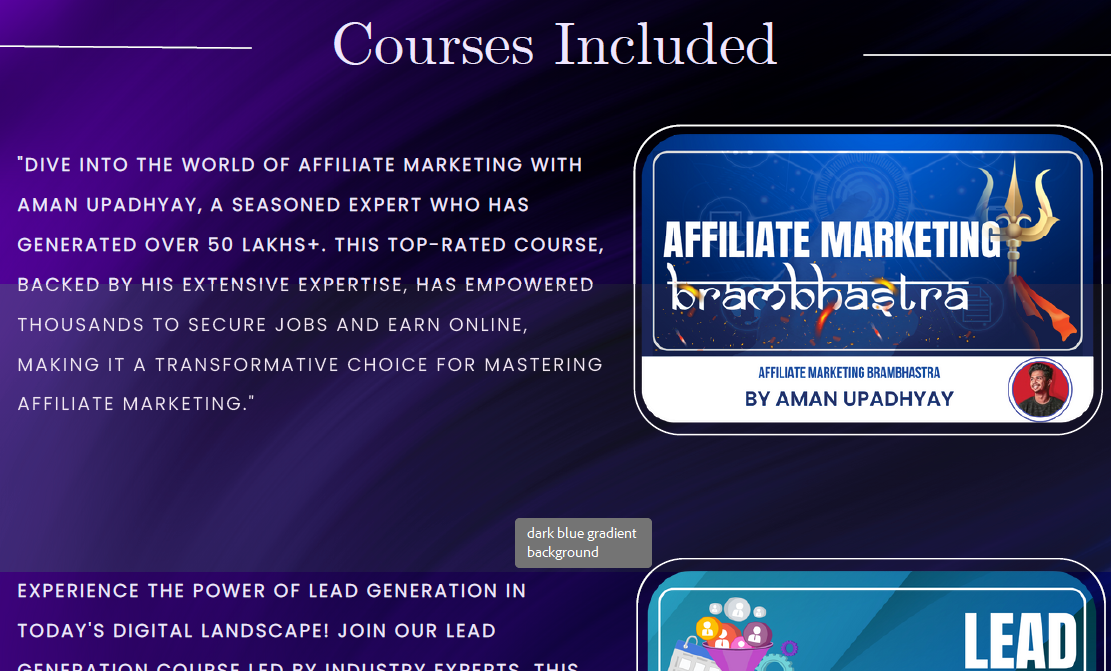 Courses Included
"DIVE INTO THE WORLD OF AFFILIATE MARKETING WITH
AMAN UPADHYAY, A SEASONED EXPERT WHO HAS
GENERATED OVER 50 LAKHS+. THIS TOP-RATED COURSE,
BACKED BY HIS EXTENSIVE EXPERTISE, HAS EMPOWERED
THOUSANDS TO SECURE JOBS AND EARN ONLINE,
MAKING IT A TRANSFORMATIVE CHOICE FOR MASTERING
AFFILIATE MARKETING."
AFFILIATE MARKETING
brambhastra
AFFILIATE MARKETING BRAMBHASTRA
BY AMAN UPADHYAY
dark blue gradient
background
EXPERIENCE THE POWER OF LEAD GENERATION IN
TODAY'S DIGITAL LANDSCAPE! JOIN OUR LEAD
GENERATION COURSE LED BY INDUSTRY EXPERTS. THIS
LEAD